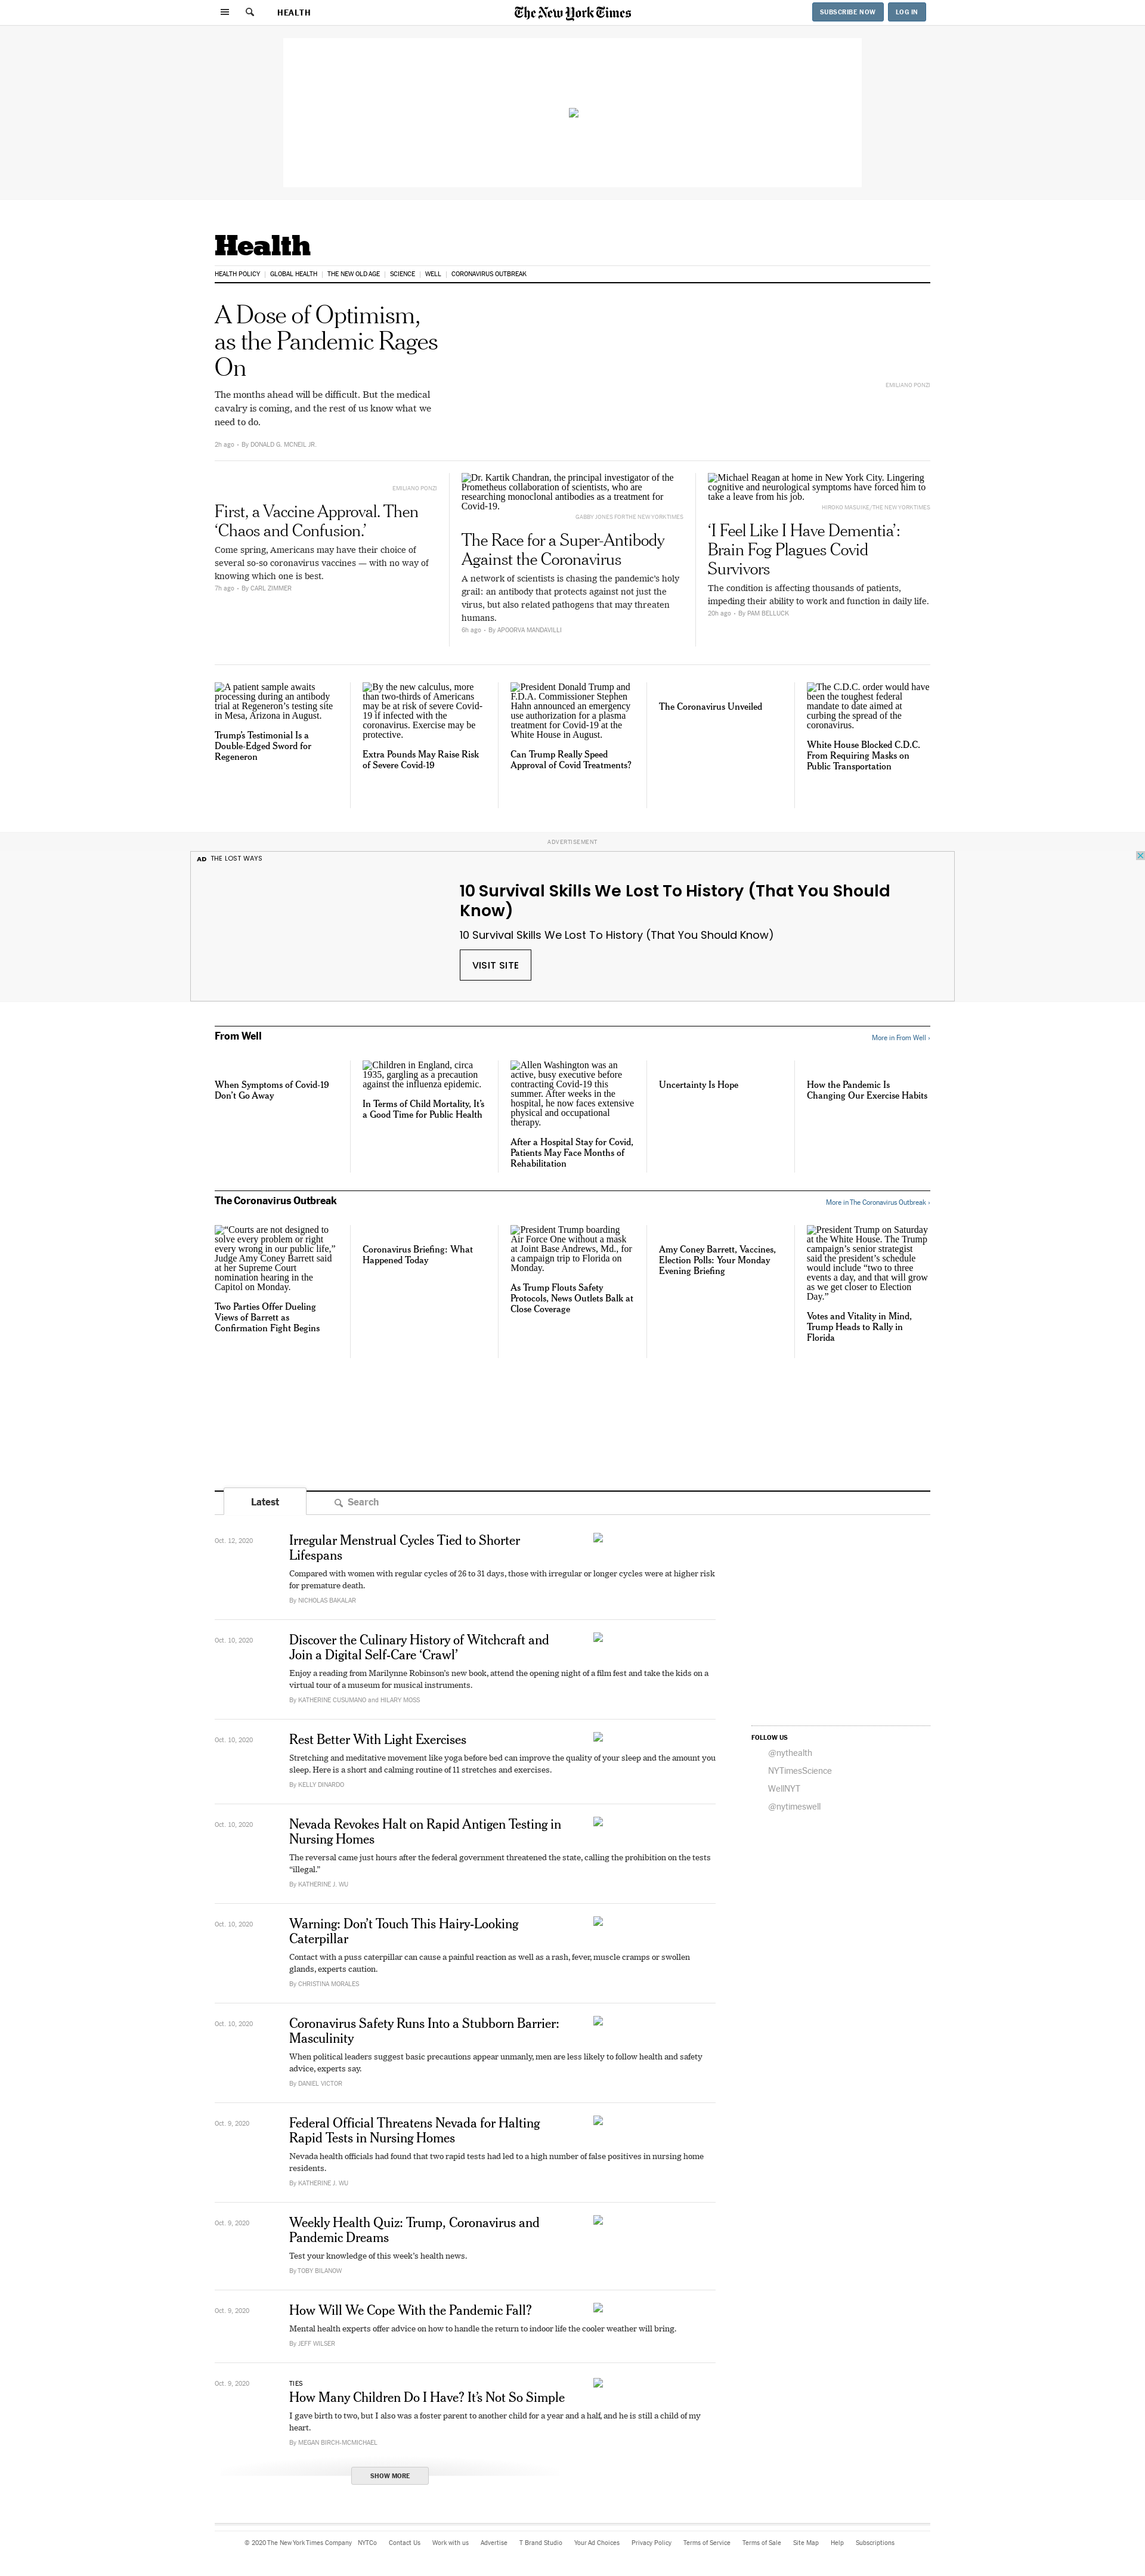 HEALTH
The New York Times
SUBSCRIBE NOW
LOG IN
Health
HEALTH POLICY
GLOBAL HEALTH
THE NEW OLD AGE
SCIENCE
WELL
CORONAVIRUS OUTBREAK
A Dose of Optimism,
as the Pandemic Rages
On
The months ahead will be difficult. But the medical
cavalry is coming, and the rest of us know what we
need to do.
2h ago - By DONALD G. MCNEIL JR.
EMILIANO PONZI
EMILIANO PONZI
First, a Vaccine Approval. Then
‘Chaos and Confusion.’
Come spring, Americans may have their choice of
several so-so coronavirus vaccines — with no way of
knowing which one is best.
7h ago - By CARL ZIMMER
Dr. Kartik Chandran, the principal investigator of the
Prometheus collaboration of scientists, who are
researching monoclonal antibodies as a treatment for
Covid-19.
GABBY JONES FOR THE NEW YORK TIMES
The Race for a Super-Antibody
Against the Coronavirus
A network of scientists is chasing the pandemic’s holy
grail: an antibody that protects against not just the
virus, but also related pathogens that may threaten
humans.
6h ago - By APOORVA MANDAVILLI
Michael Reagan at home in New York City. Lingering
cognitive and neurological symptoms have forced him to
take a leave from his job.
HIROKO MASUIKE/THE NEW YORK TIMES
‘I Feel Like I Have Dementia’:
Brain Fog Plagues Covid
Survivors
The condition is affecting thousands of patients,
impeding their ability to work and function in daily life.
20h ago - By PAM BELLUCK
A patient sample awaits
processing during an antibody
trial at Regeneron’s testing site
in Mesa, Arizona in August.
Trump’s Testimonial Is a
Double-Edged Sword for
Regeneron
By the new calculus, more
than two-thirds of Americans
may be at risk of severe Covid-
19 if infected with the
coronavirus. Exercise may be
protective.
Extra Pounds May Raise Risk
of Severe Covid-19
President Donald Trump and
F.D.A. Commissioner Stephen
Hahn announced an emergency
use authorization for a plasma
treatment for Covid-19 at the
White House in August.
Can Trump Really Speed
Approval of Covid Treatments?
The Coronavirus Unveiled
The C.D.C. order would have
been the toughest federal
mandate to date aimed at
curbing the spread of the
coronavirus.
White House Blocked C.D.C.
From Requiring Masks on
Public Transportation
ADVERTISEMENT
AD THE LOST WAYS
10 Survival Skills We Lost To History (That You Should
Know)
10 Survival Skills We Lost To History (That You Should Know)
VISIT SITE
From Well
More in From Well ›
When Symptoms of Covid-19
Don’t Go Away
Children in England, circa
1935, gargling as a precaution
against the influenza epidemic.
In Terms of Child Mortality, It’s
a Good Time for Public Health
Allen Washington was an
active, busy executive before
contracting Covid-19 this
summer. After weeks in the
hospital, he now faces extensive
physical and occupational
therapy.
After a Hospital Stay for Covid,
Patients May Face Months of
Rehabilitation
Uncertainty Is Hope
How the Pandemic Is
Changing Our Exercise Habits
The Coronavirus Outbreak
More in The Coronavirus Outbreak ›
“Courts are not designed to
solve every problem or right
every wrong in our public life,”
Judge Amy Coney Barrett said
at her Supreme Court
nomination hearing in the
Capitol on Monday.
Two Parties Offer Dueling
Views of Barrett as
Confirmation Fight Begins
Coronavirus Briefing: What
Happened Today
President Trump boarding
Air Force One without a mask
at Joint Base Andrews, Md., for
a campaign trip to Florida on
Monday.
As Trump Flouts Safety
Protocols, News Outlets Balk at
Close Coverage
Amy Coney Barrett, Vaccines,
Election Polls: Your Monday
Evening Briefing
President Trump on Saturday
at the White House. The Trump
campaign’s senior strategist
said the president’s schedule
would include “two to three
events a day, and that will grow
as we get closer to Election
Day.”
Votes and Vitality in Mind,
Trump Heads to Rally in
Florida
Latest
Search
Oct. 12, 2020
Irregular Menstrual Cycles Tied to Shorter
Lifespans
Compared with women with regular cycles of 26 to 31 days, those with irregular or longer cycles were at higher risk
for premature death.
By NICHOLAS BAKALAR
Oct. 10, 2020
Discover the Culinary History of Witchcraft and
Join a Digital Self-Care ‘Crawl’
Enjoy a reading from Marilynne Robinson’s new book, attend the opening night of a film fest and take the kids on a
virtual tour of a museum for musical instruments.
By KATHERINE CUSUMANO and HILARY MOSS
Oct. 10, 2020
Rest Better With Light Exercises
Stretching and meditative movement like yoga before bed can improve the quality of your sleep and the amount you
sleep. Here is a short and calming routine of 11 stretches and exercises.
By KELLY DINARDO
Oct. 10, 2020
Nevada Revokes Halt on Rapid Antigen Testing in
Nursing Homes
The reversal came just hours after the federal government threatened the state, calling the prohibition on the tests
“illegal.”
By KATHERINE J. WU
Oct. 10, 2020
Warning: Don’t Touch This Hairy-Looking
Caterpillar
Contact with a puss caterpillar can cause a painful reaction as well as a rash, fever, muscle cramps or swollen
glands, experts caution.
By CHRISTINA MORALES
Oct. 10, 2020
Coronavirus Safety Runs Into a Stubborn Barrier:
Masculinity
When political leaders suggest basic precautions appear unmanly, men are less likely to follow health and safety
advice, experts say.
By DANIEL VICTOR
Oct. 9, 2020
Federal Official Threatens Nevada for Halting
Rapid Tests in Nursing Homes
Nevada health officials had found that two rapid tests had led to a high number of false positives in nursing home
residents.
By KATHERINE J. WU
Oct. 9, 2020
Weekly Health Quiz: Trump, Coronavirus and
Pandemic Dreams
Test your knowledge of this week’s health news.
By TOBY BILANOW
Oct. 9, 2020
How Will We Cope With the Pandemic Fall?
Mental health experts offer advice on how to handle the return to indoor life the cooler weather will bring.
By JEFF WILSER
Oct. 9, 2020
TIES
How Many Children Do I Have? It’s Not So Simple
I gave birth to two, but I also was a foster parent to another child for a year and a half, and he is still a child of my
heart.
By MEGAN BIRCH-MCMICHAEL
SHOW MORE
FOLLOW US
@nythealth
NYTimesScience
WellNYT
@nytimeswell
© 2020 The New York Times Company NYTCo Contact Us Work with us Advertise T Brand Studio Your Ad Choices Privacy Policy Terms of Service Terms of Sale Site Map Help Subscriptions